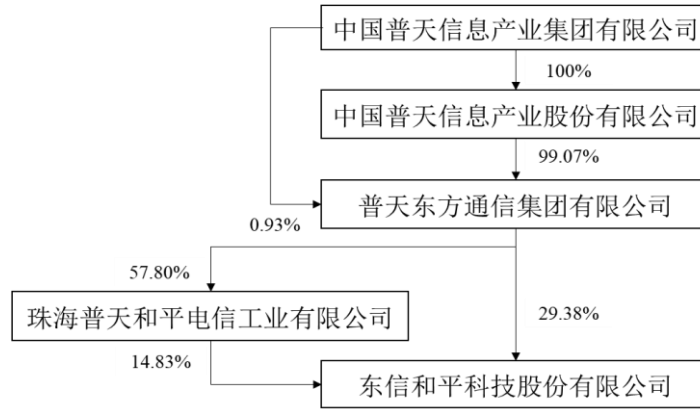 中国普天信息产业集团有限公司
100%
中国普天信息产业股份有限公司
99.07%
普天东方通信集团有限公司
0.93%
57.80%
珠海普天和平电信工业有限公司
29.38%
14.83%
东信和平科技股份有限公司